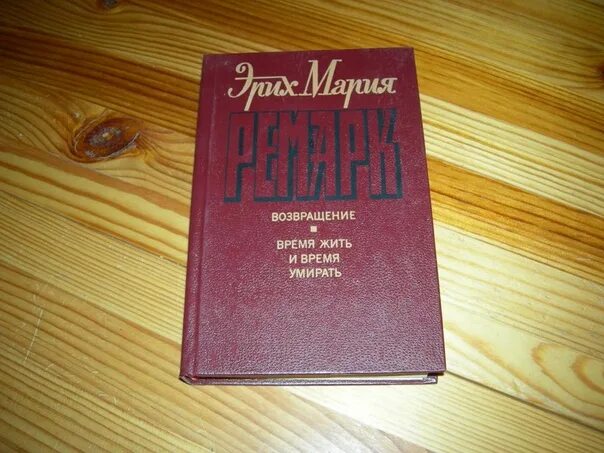 Эрих Мария
РЕМАРК
ВОЗВРАЩЕНИЕ
ВРЕМЯ ЖИТЬ
И ВРЕМЯ
УМИРАТЬ